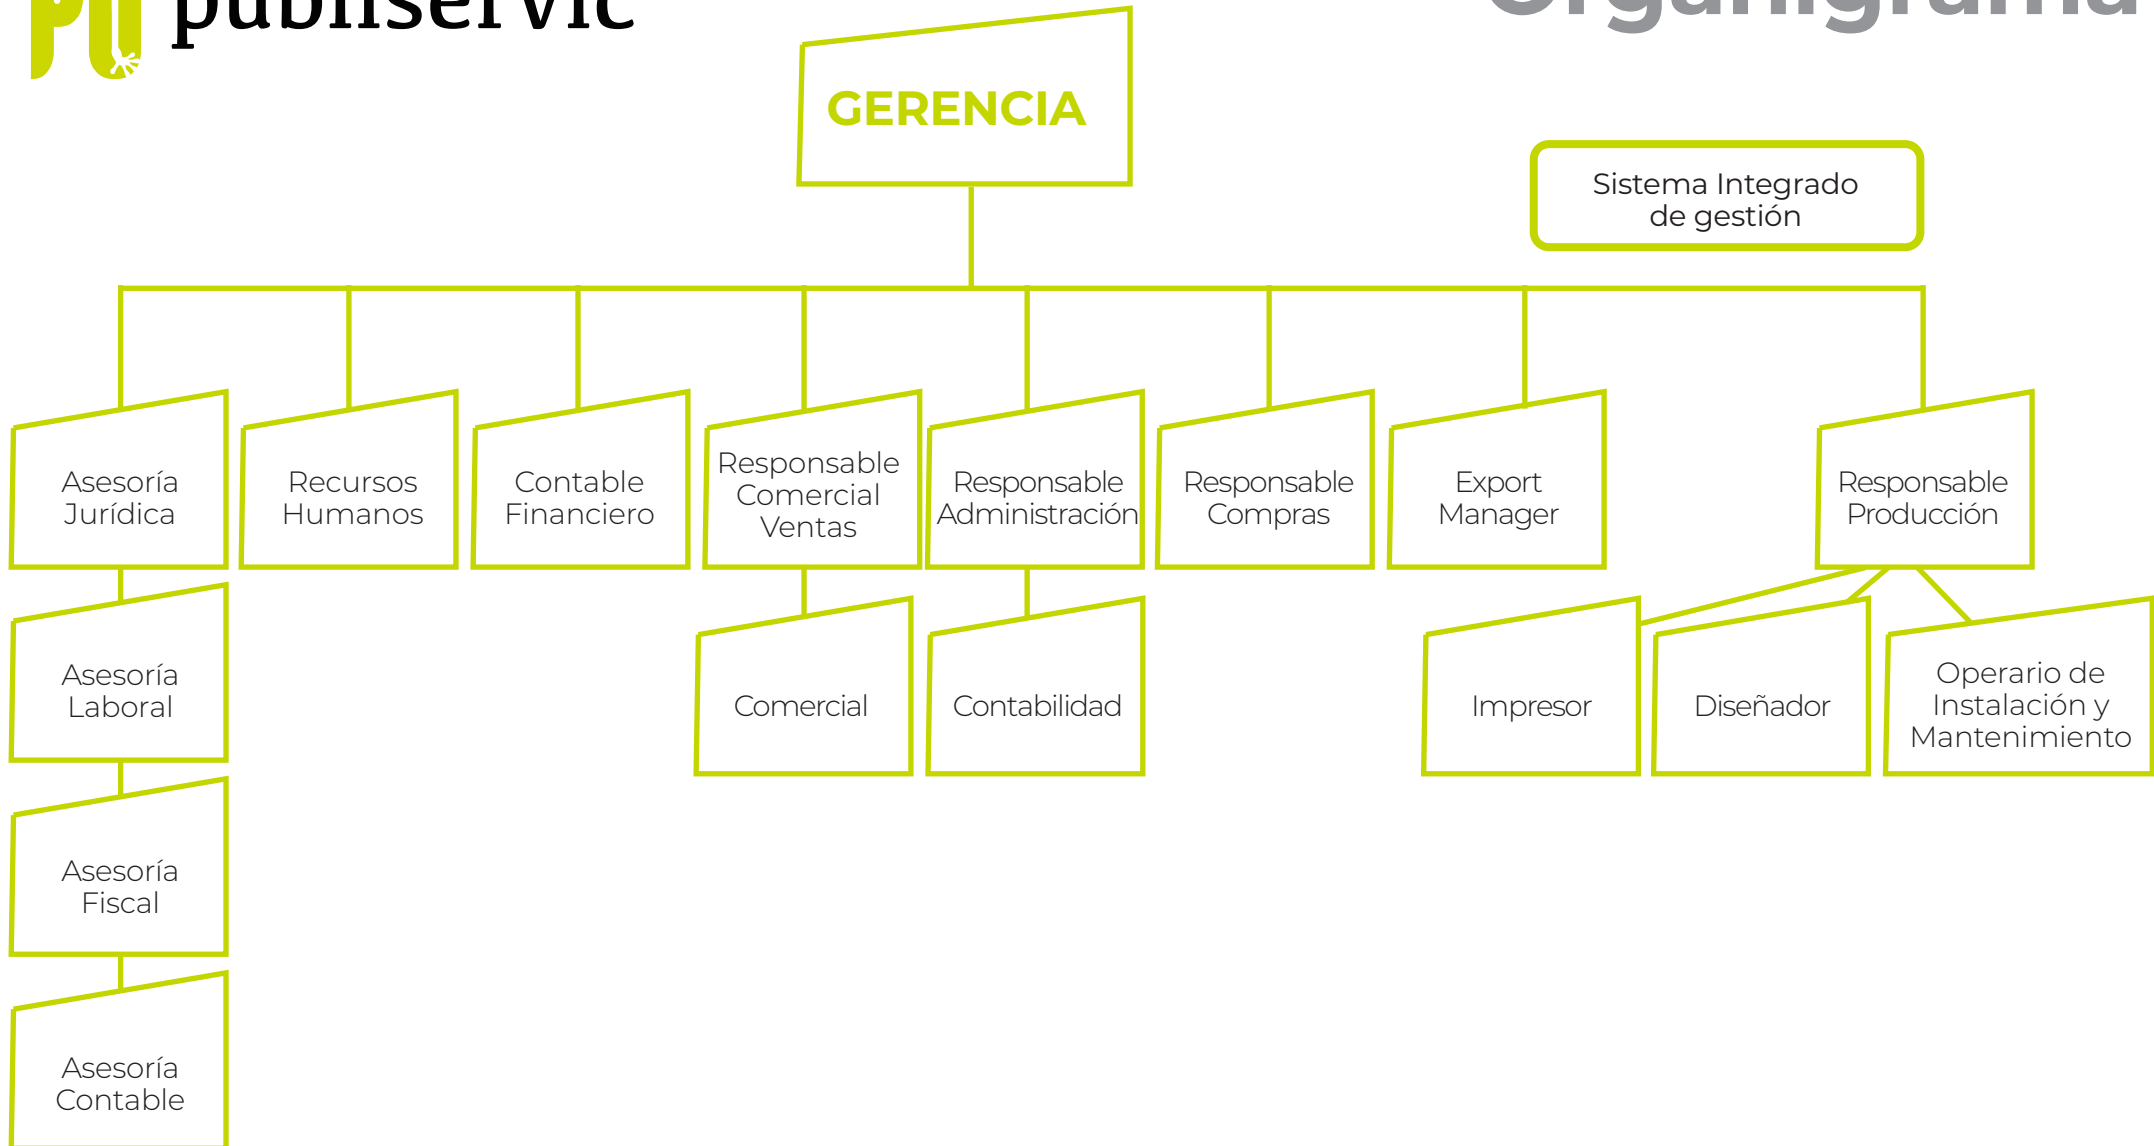 publiservic
Organigrama
GERENCIA
Sistema Integrado
de gestión
Asesoría
Jurídica
Recursos
Humanos
Contable
Financiero
Responsable
Comercial
Ventas
Responsable
Administración
Responsable
Compras
Export
Manager
Responsable
Producción
Asesoría
Laboral
Comercial
Contabilidad
Impresor
Diseñador
Operario de
Instalación y
Mantenimiento
Asesoría
Fiscal
Asesoría
Contable